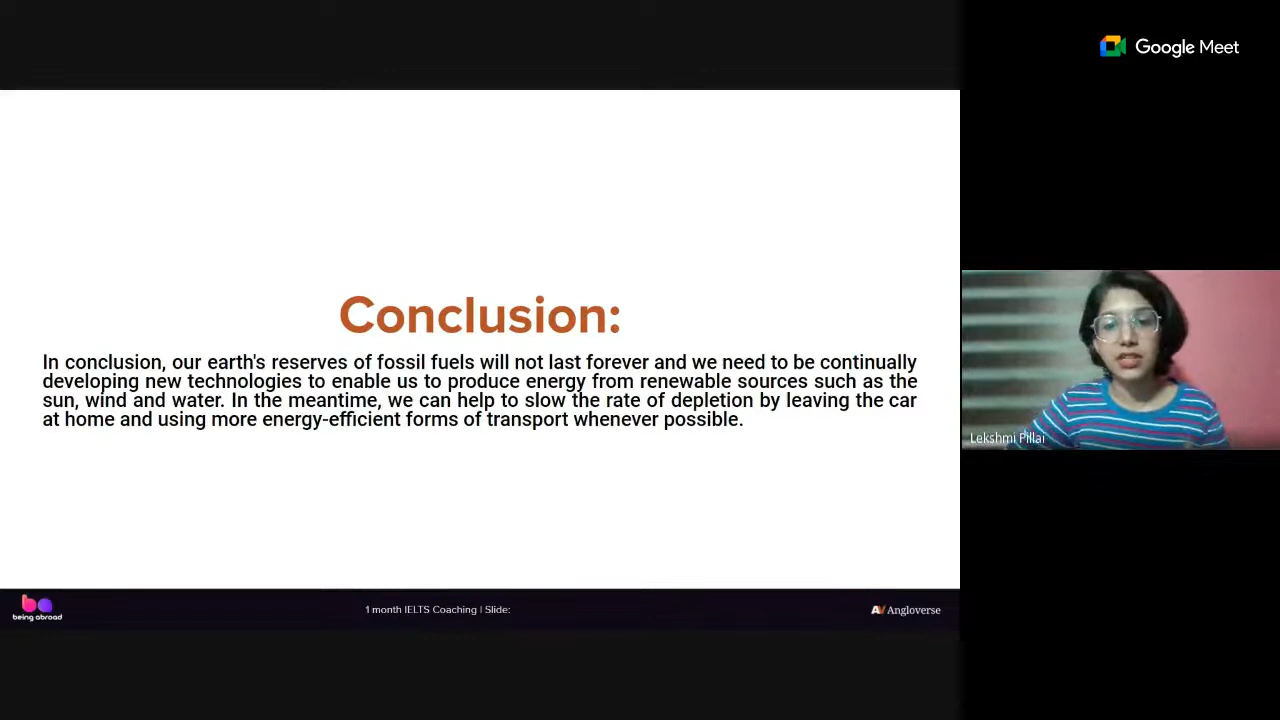 Google Meet
Conclusion:
In conclusion, our earth's reserves of fossil fuels will not last forever and we need to be continually
developing new technologies to enable us to produce energy from renewable sources such as the
sun, wind and water. In the meantime, we can help to slow the rate of depletion by leaving the car
at home and using more energy-efficient forms of transport whenever possible.
Lekshmi Pillai
being abroad
1 month IELTS Coaching | Slide:
AV Angloverse